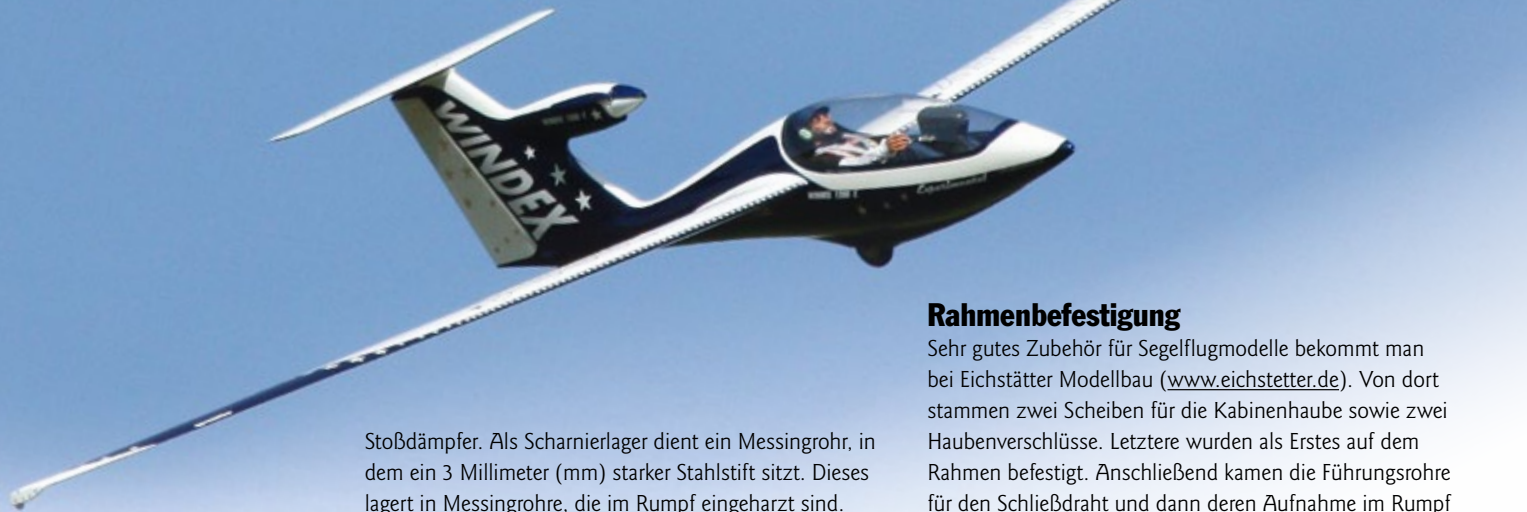 WINDEX
Experimental
Stoßdämpfer. Als Scharnierlager dient ein Messingrohr, in
dem ein 3 Millimeter (mm) starker Stahlstift sitzt. Dieses
lagert in Messingrohre, die im Rumpf eingeharzt sind.
Rahmenbefestigung
Sehr gutes Zubehör für Segelflugmodelle bekommt man
bei Eichstätter Modellbau (www.eichstetter.de). Von dort
stammen zwei Scheiben für die Kabinenhaube sowie zwei
Haubenverschlüsse. Letztere wurden als Erstes auf dem
Rahmen befestigt. Anschließend kamen die Führungsrohre
für den Schließdraht und dann deren Aufnahme im Rumpf